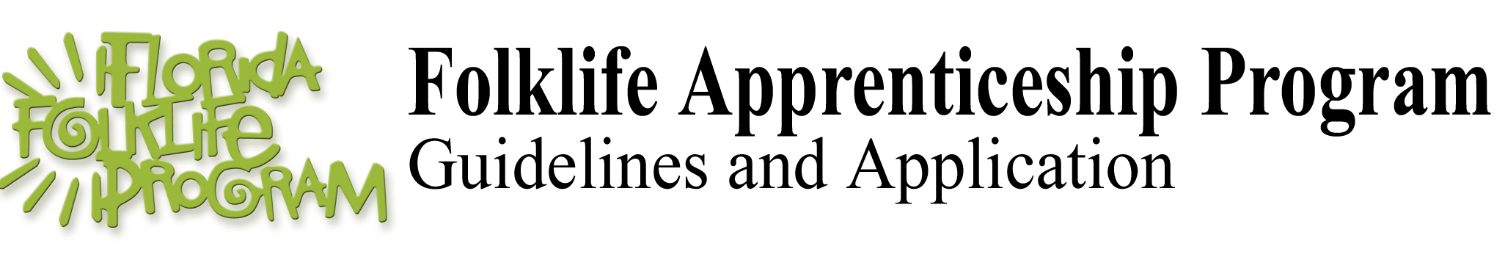 FLORIDA
FOLKLIFE
PROGRAM
Folklife Apprenticeship Program
Guidelines and Application